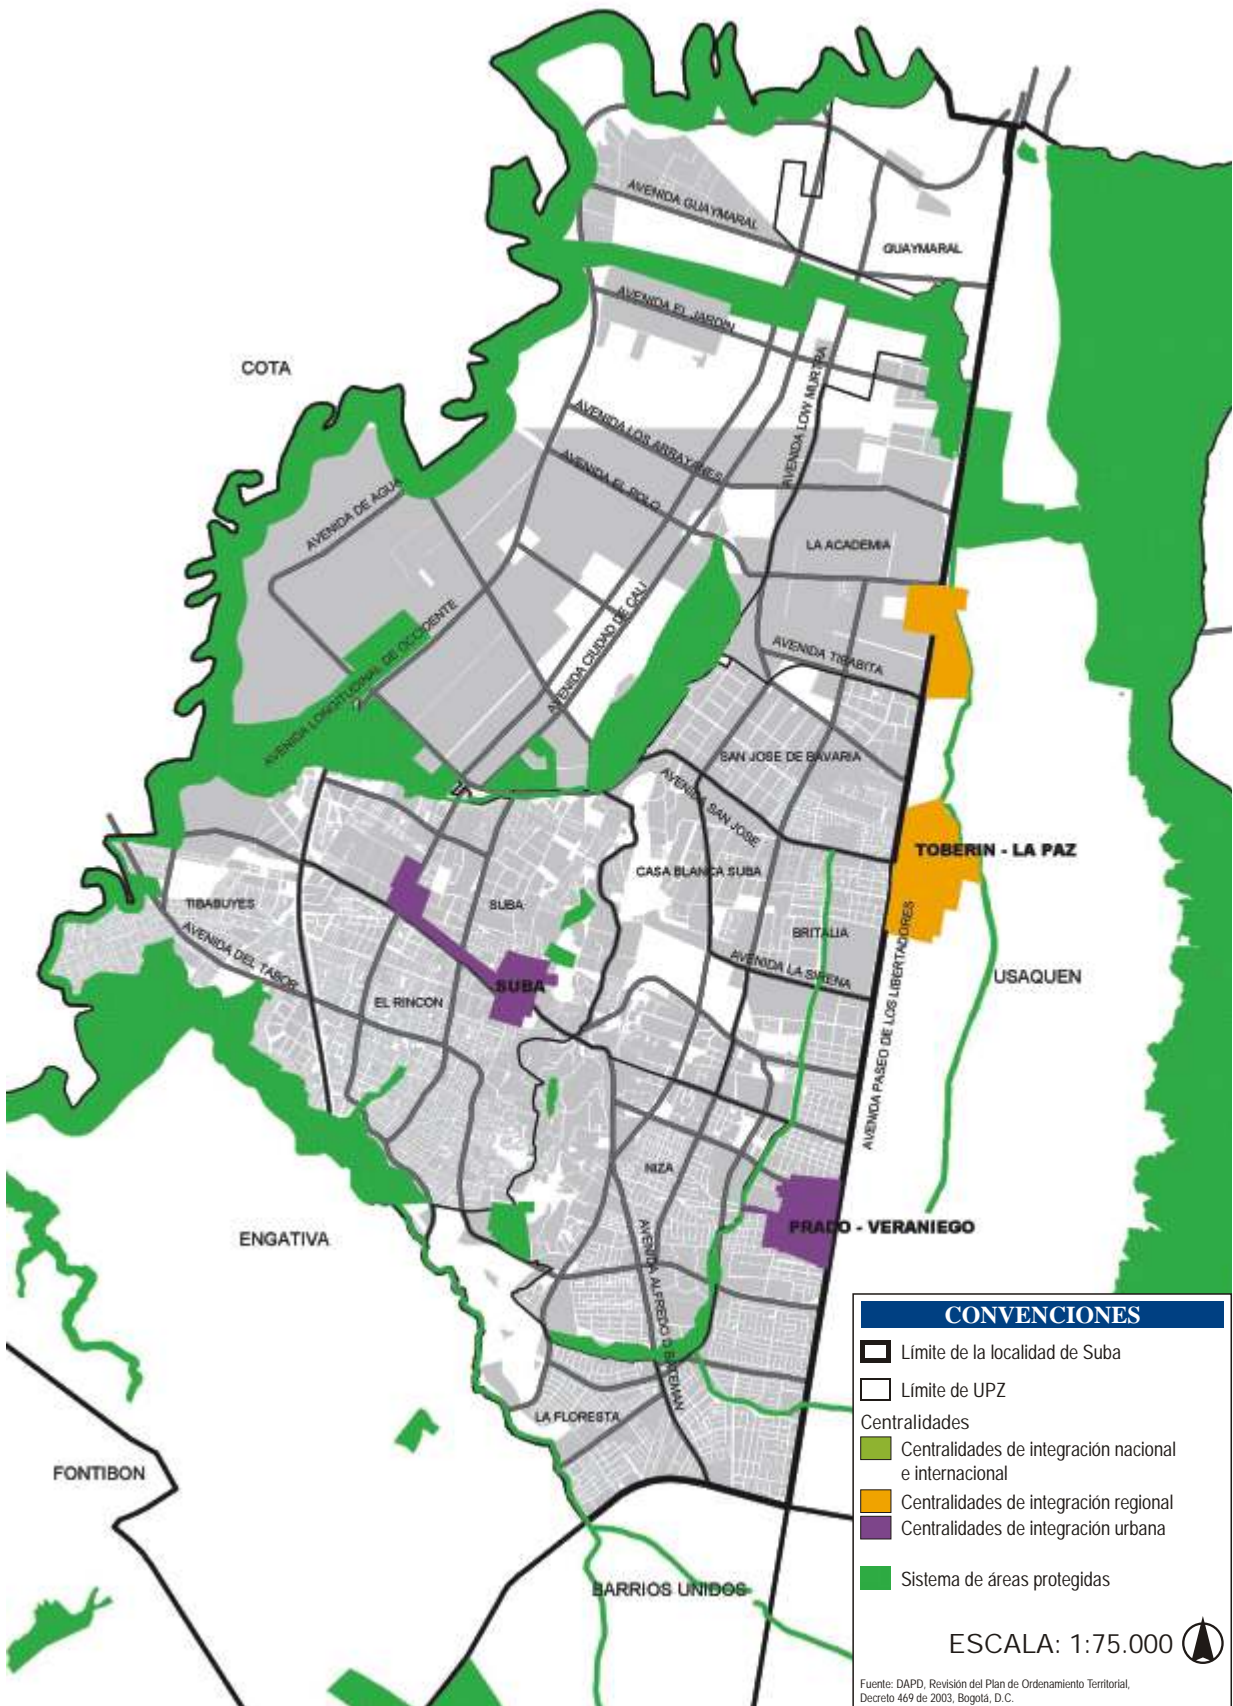 AVENIDA GUAYMARAL
GUAYMARAL
AVENIDA EL JARDIN
COTA
AVENIDA LOW MURTRA
AVENIDA LOS ARRAYANES
AVENIDA EL POLO
AVENIDA DE AGUA
LA ACADEMIA
AVENIDA LONGITUDINAL DE OCCIDENTE
AVENIDA CIUDAD DE CALI
AVENIDA TIBABITA
SAN JOSE DE BAVARIA
AVENIDA SAN JOSE
TOBERIN - LA PAZ
CASA BLANCA SUBA
TIBABUYES
SUBA
BRITALIA
AVENIDA DEL TABOR
AVENIDA LA SIRENA
USAQUEN
SUBA
EL RINCON
AVENIDA PASEO DE LOS LIBERTADORES
NIZA
PRADO - VERANIEGO
ENGATIVA
AVENIDA ALFREDO D BATEMAN
LA FLORESTA
FONTIBON
BARRIOS UNIDOS
CONVENCIONES
Límite de la localidad de Suba
Límite de UPZ
Centralidades
Centralidades de integración nacional
e internacional
Centralidades de integración regional
Centralidades de integración urbana
Sistema de áreas protegidas
ESCALA: 1:75.000
Fuente: DAPD, Revisión del Plan de Ordenamiento Territorial,
Decreto 469 de 2003, Bogotá, D.C.